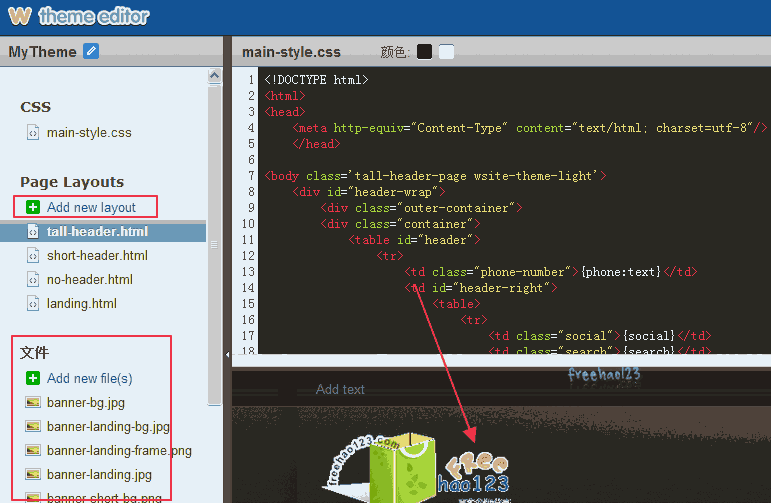 W theme editor
MyTheme
main-style.css 颜色:
CSS
main-style.css
Page Layouts
Add new layout
tall-header.html
short-header.html
no-header.html
landing.html
文件
Add new file(s)
banner-bg.jpg
banner-landing-bg.jpg
banner-landing-frame.png
banner-landing.jpg
banner-short-bg.png
1 <!DOCTYPE html>
2 <html>
3 <head>
4 <meta http-equiv="Content-Type" content="text/html; charset=utf-8"/>
5 </head>
6
7 <body class='tall-header-page wsite-theme-light'>
8 <div id="header-wrap">
9 <div class="outer-container">
10 <div class="container">
11 <table id="header">
12 <tr>
13 <td class="phone-number">{phone:text}</td>
14 <td id="header-right">
15 <table>
16 <tr>
17 <td class="social">{social}</td>
18 <td class="search">{search}</td>
freehao123
Add text
freehao123.com
FREE
hao123